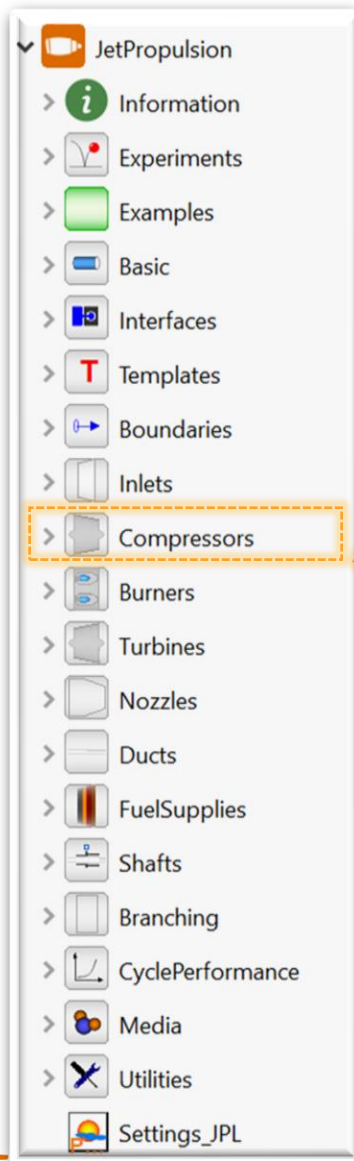 JetPropulsion
i Information
Experiments
Examples
Basic
Interfaces
T Templates
Boundaries
Inlets
Compressors
Burners
Turbines
Nozzles
Ducts
FuelSupplies
Shafts
Branching
CyclePerformance
Media
Utilities
Settings_JPL